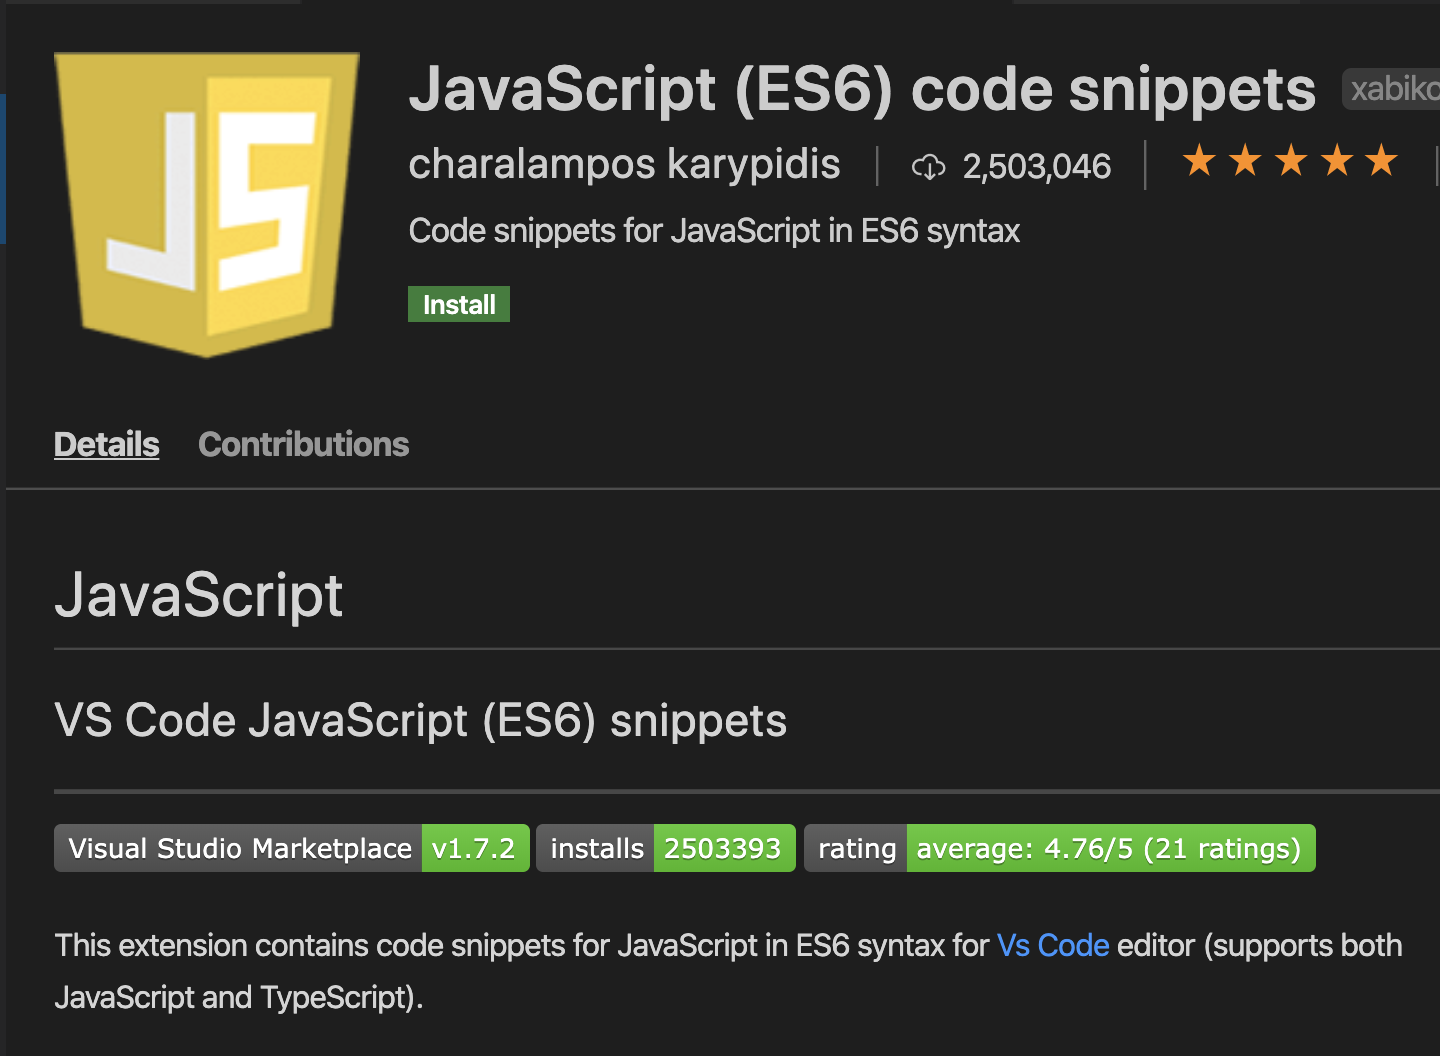 JS
JavaScript (ES6) code snippets
charalampos karypidis 2,503,046
Code snippets for JavaScript in ES6 syntax
Install
Details Contributions
JavaScript
VS Code JavaScript (ES6) snippets
Visual Studio Marketplace v1.7.2 installs 2503393 rating average: 4.76/5 (21 ratings)
This extension contains code snippets for JavaScript in ES6 syntax for Vs Code editor (supports both
JavaScript and TypeScript).